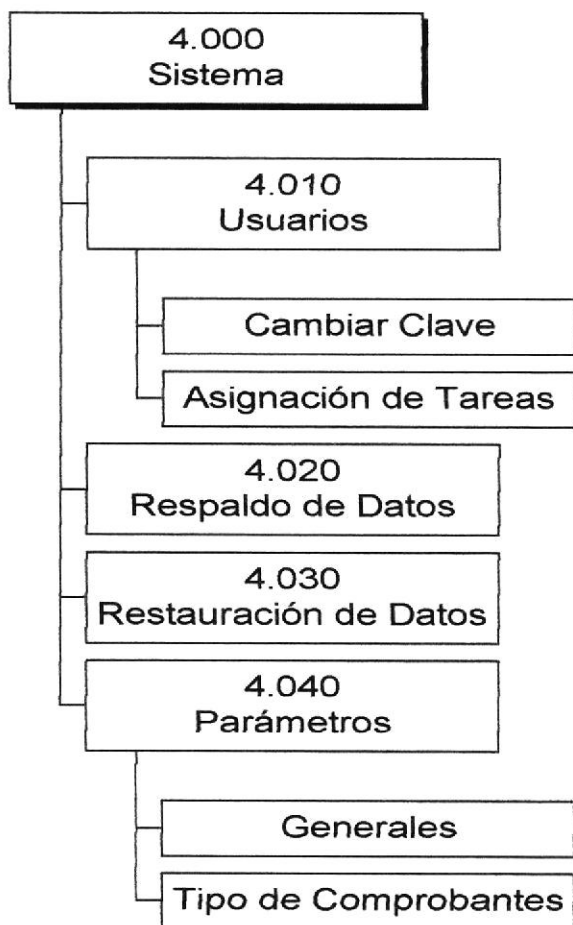 4.000
Sistema
4.010
Usuarios
Cambiar Clave
Asignación de Tareas
4.020
Respaldo de Datos
4.030
Restauración de Datos
4.040
Parámetros
Generales
Tipo de Comprobantes